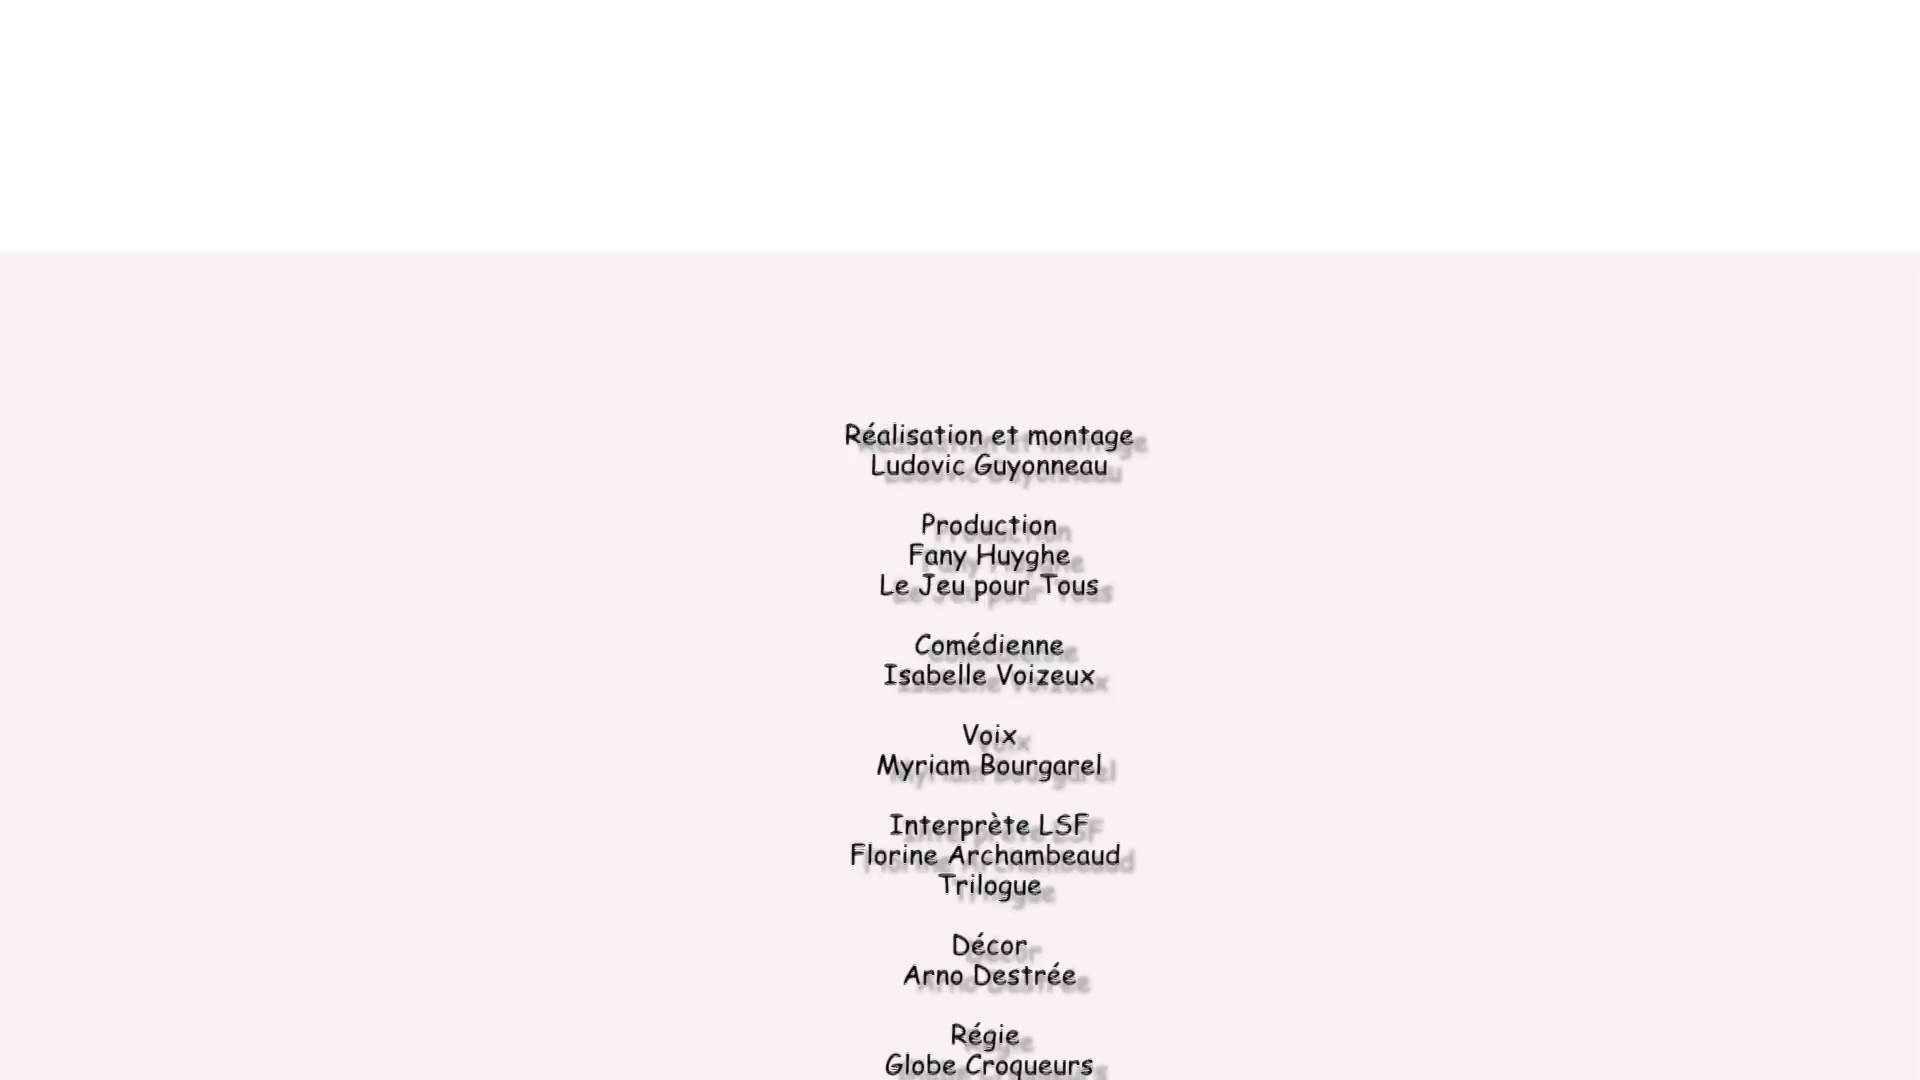 Réalisation et montage
Ludovic Guyonneau
Production
Fany Huyghe
Le Jeu pour Tous
Comédienne
Isabelle Voizeux
Voix
Myriam Bourgarel
Interprète LSF
Florine Archambeaud
Trilogue
Décor
Arno Destrée
Régie
Globe Croqueurs